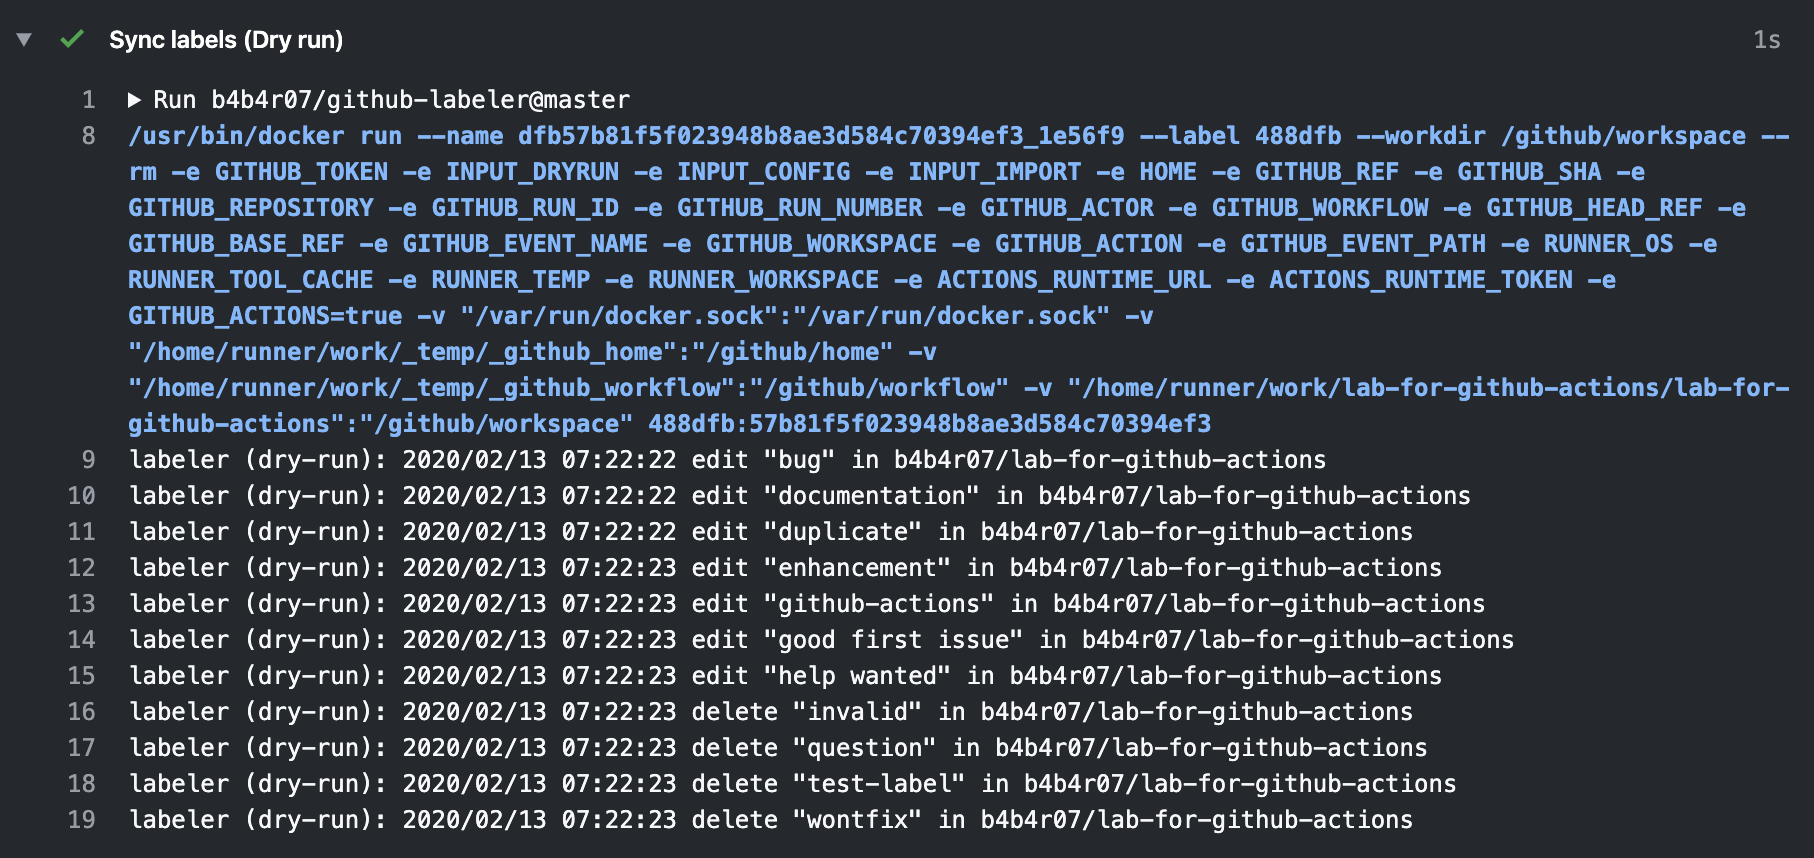 Sync labels (Dry run) 1s
1 Run b4b4r07/github-labeler@master
8 /usr/bin/docker run --name dfb57b81f5f023948b8ae3d584c70394ef3_1e56f9 --label 488dfb --workdir /github/workspace --
rm -e GITHUB_TOKEN -e INPUT_DRYRUN -e INPUT_CONFIG -e INPUT_IMPORT -e HOME -e GITHUB_REF -e GITHUB_SHA -e
GITHUB_REPOSITORY -e GITHUB_RUN_ID -e GITHUB_RUN_NUMBER -e GITHUB_ACTOR -e GITHUB_WORKFLOW -e GITHUB_HEAD_REF -e
GITHUB_BASE_REF -e GITHUB_EVENT_NAME -e GITHUB_WORKSPACE -e GITHUB_ACTION -e GITHUB_EVENT_PATH -e RUNNER_OS -e
RUNNER_TOOL_CACHE -e RUNNER_TEMP -e RUNNER_WORKSPACE -e ACTIONS_RUNTIME_URL -e ACTIONS_RUNTIME_TOKEN -e
GITHUB_ACTIONS=true -v "/var/run/docker.sock":"/var/run/docker.sock" -v
"/home/runner/work/_temp/_github_home":"/github/home" -v
"/home/runner/work/_temp/_github_workflow":"/github/workflow" -v "/home/runner/work/lab-for-github-actions/lab-for-
github-actions":"/github/workspace" 488dfb:57b81f5f023948b8ae3d584c70394ef3
9 labeler (dry-run): 2020/02/13 07:22:22 edit "bug" in b4b4r07/lab-for-github-actions
10 labeler (dry-run): 2020/02/13 07:22:22 edit "documentation" in b4b4r07/lab-for-github-actions
11 labeler (dry-run): 2020/02/13 07:22:22 edit "duplicate" in b4b4r07/lab-for-github-actions
12 labeler (dry-run): 2020/02/13 07:22:23 edit "enhancement" in b4b4r07/lab-for-github-actions
13 labeler (dry-run): 2020/02/13 07:22:23 edit "github-actions" in b4b4r07/lab-for-github-actions
14 labeler (dry-run): 2020/02/13 07:22:23 edit "good first issue" in b4b4r07/lab-for-github-actions
15 labeler (dry-run): 2020/02/13 07:22:23 edit "help wanted" in b4b4r07/lab-for-github-actions
16 labeler (dry-run): 2020/02/13 07:22:23 delete "invalid" in b4b4r07/lab-for-github-actions
17 labeler (dry-run): 2020/02/13 07:22:23 delete "question" in b4b4r07/lab-for-github-actions
18 labeler (dry-run): 2020/02/13 07:22:23 delete "test-label" in b4b4r07/lab-for-github-actions
19 labeler (dry-run): 2020/02/13 07:22:23 delete "wontfix" in b4b4r07/lab-for-github-actions